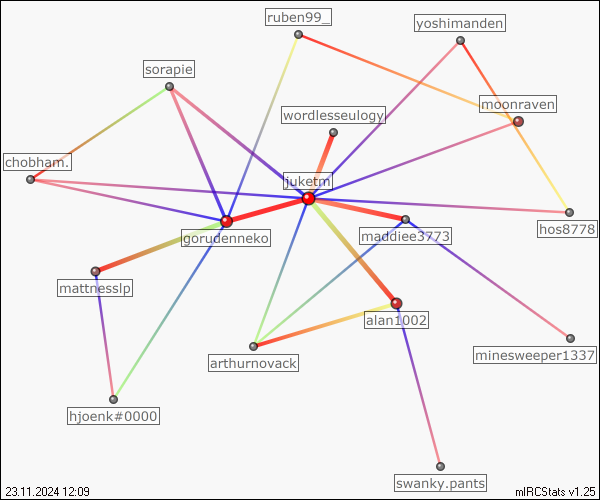 ruben99_
yoshimanden
sorapie
moonraven
wordlesseulogy
chobham.
juketm
hos8778
gorudenneko
maddiee3773
mattnesslp
alan1002
arthurnovack
minesweeper1337
hjoenk#0000
swanky.pants
23.11.2024 12:09
mIRCStats v1.25